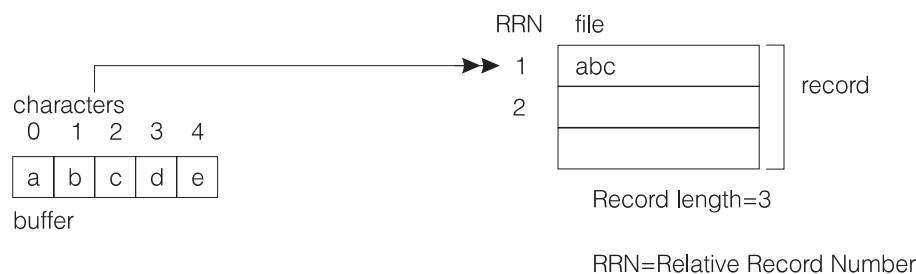 RRN file
1 abc
record
2
characters
0 1 2 3 4
a b c d e
buffer
Record length=3
RRN=Relative Record Number